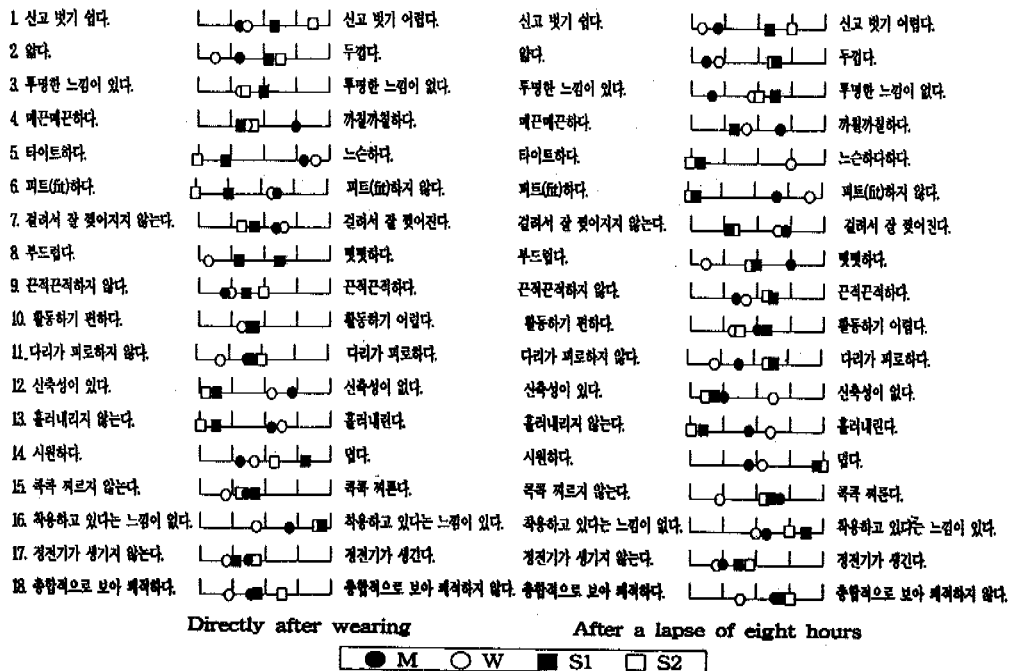 1. 신고 벗기 쉽다. 신고 벗기 어렵다. 신고 벗기 쉽다. 신고 벗기 어렵다.
2. 얇다. 두껍다. 얇다. 두껍다.
3. 투명한 느낌이 있다. 투명한 느낌이 없다. 투명한 느낌이 있다. 투명한 느낌이 없다.
4. 매끈매끈하다. 까칠까칠하다. 매끈매끈하다. 까칠까칠하다.
5. 타이트하다. 느슨하다. 타이트하다. 느슨하다하다.
6. 피트(fit)하다. 피트(fit)하지 않다. 피트(fit)하다. 피트(fit)하지 않다.
7. 걸려서 잘 찢어지지 않는다. 걸려서 잘 찢어진다. 걸려서 잘 찢어지지 않는다. 걸려서 잘 찢어진다.
8. 부드럽다. 뻣뻣하다. 부드럽다. 뻣뻣하다.
9. 끈적끈적하지 않다. 끈적끈적하다. 끈적끈적하지 않다. 끈적끈적하다.
10. 활동하기 편하다. 활동하기 어렵다. 활동하기 편하다. 활동하기 어렵다.
11. 다리가 피로하지 않다. 다리가 피로하다. 다리가 피로하지 않다. 다리가 피로하다.
12. 신축성이 있다. 신축성이 없다. 신축성이 있다. 신축성이 없다.
13. 흘러내리지 않는다. 흘러내린다. 흘러내리지 않는다. 흘러내린다.
14. 시원하다. 덥다. 시원하다. 덥다.
15. 콕콕 찌르지 않는다. 콕콕 찌른다. 콕콕 찌르지 않는다. 콕콕 찌른다.
16. 착용하고 있다는 느낌이 없다. 착용하고 있다는 느낌이 있다. 착용하고 있다는 느낌이 없다. 착용하고 있다는 느낌이 있다.
17. 정전기가 생기지 않는다. 정전기가 생긴다. 정전기가 생기지 않는다. 정전기가 생긴다.
18. 종합적으로 보아 쾌적하다. 종합적으로 보아 쾌적하지 않다. 종합적으로 보아 쾌적하다. 종합적으로 보아 쾌적하지 않다.
Directly after wearing After a lapse of eight hours
M W S1 S2